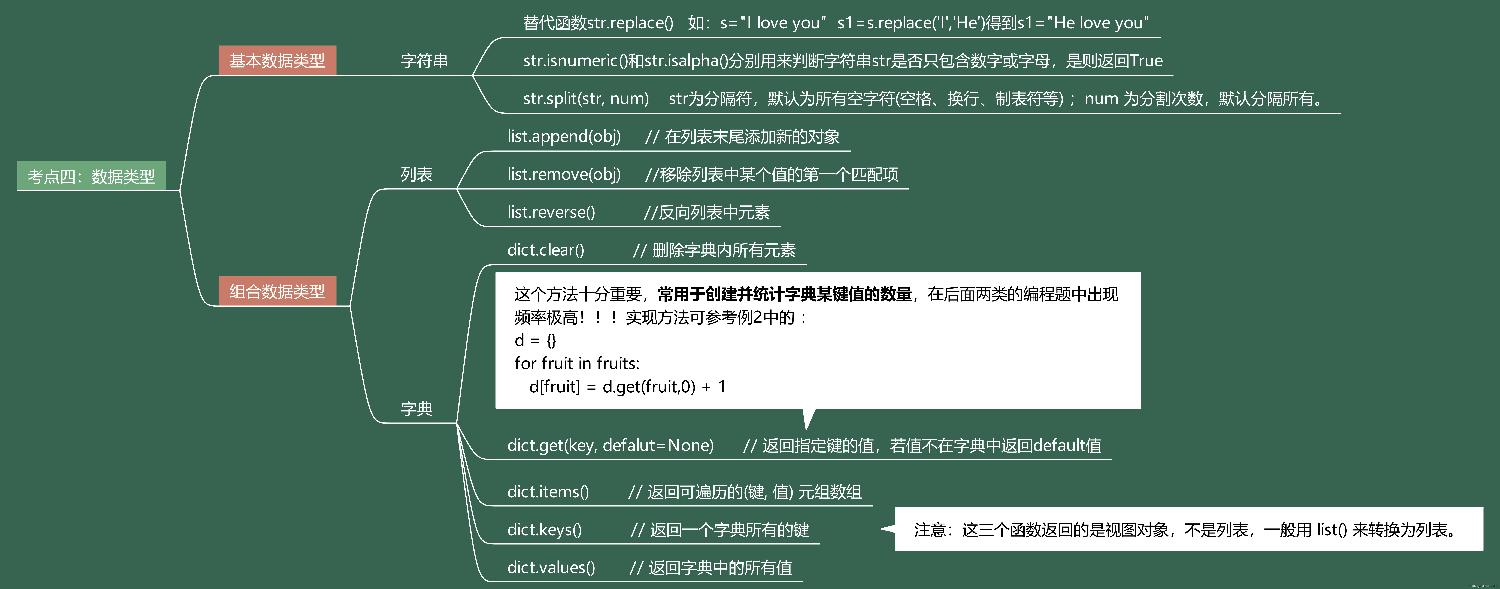 替代函数str.replace() 如：s="I love you" s1=s.replace('I','He')得到s1="He love you"
基本数据类型
字符串
str.isnumeric()和str.isalpha()分别用来判断字符串str是否只包含数字或字母，是则返回True
str.split(str, num) str为分隔符，默认为所有空字符(空格、换行、制表符等) ；num 为分割次数，默认分隔所有。
list.append(obj) // 在列表末尾添加新的对象
考点四：数据类型
列表
list.remove(obj) //移除列表中某个值的第一个匹配项
list.reverse() //反向列表中元素
dict.clear() // 删除字典内所有元素
组合数据类型
这个方法十分重要，常用于创建并统计字典某键值的数量，在后面两类的编程题中出现
频率极高！！！实现方法可参考例2中的：
d = {}
for fruit in fruits:
d[fruit] = d.get(fruit,0) + 1
字典
dict.get(key, defalut=None) // 返回指定键的值，若值不在字典中返回default值
dict.items() // 返回可遍历的(键, 值) 元组数组
dict.keys() // 返回一个字典所有的键
注意：这三个函数返回的是视图对象，不是列表，一般用 list() 来转换为列表。
dict.values() // 返回字典中的所有值